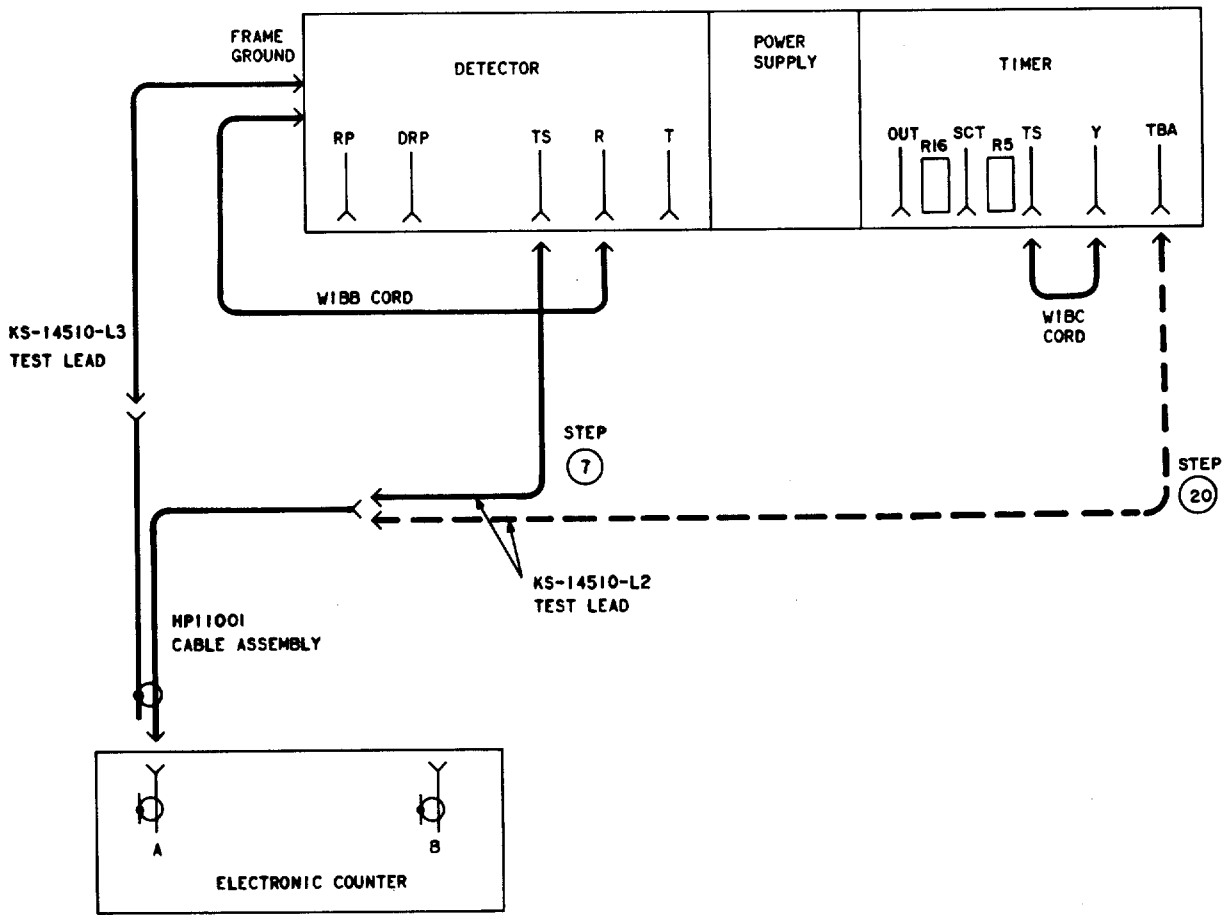 FRAME
GROUND
DETECTOR
POWER
SUPPLY
TIMER
RP
DRP
TS
R
T
OUT
R16
SCT
R5
TS
Y
TBA
W1BB CORD
W1BC
CORD
KS-14510-L3
TEST LEAD
STEP
7
STEP
20
KS-14510-L2
TEST LEAD
HP11001
CABLE ASSEMBLY
A
B
ELECTRONIC COUNTER